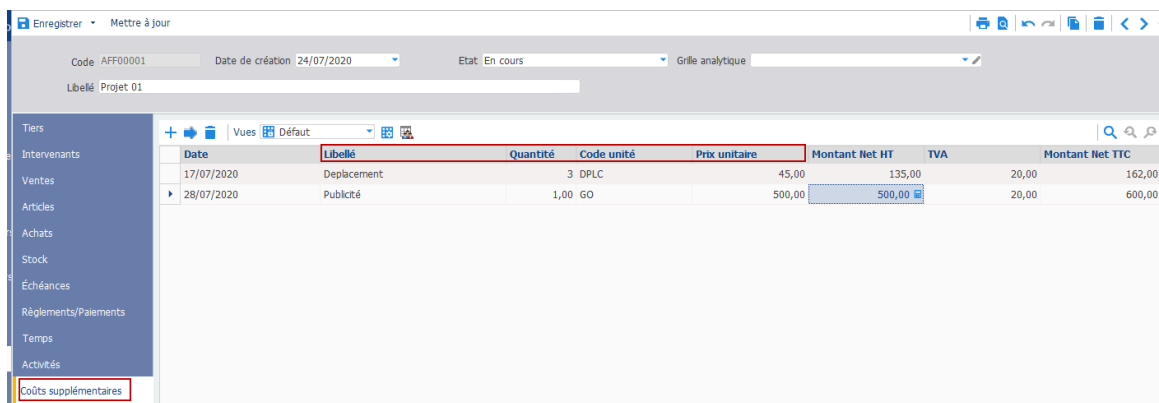 Enregistrer Mettre à jour
Code AFF00001 Date de création 24/07/2020 Etat En cours Grille analytique
Libellé Projet 01
Tiers
Intervenants
Ventes
Articles
Achats
Stock
Échéances
Règlements/Paiements
Temps
Activités
Coûts supplémentaires
Vues Défaut
Date Libellé Quantité Code unité Prix unitaire Montant Net HT TVA Montant Net TTC
17/07/2020 Deplacement 3 DPLC 45,00 135,00 20,00 162,00
28/07/2020 Publicité 1,00 GO 500,00 500,00 20,00 600,00